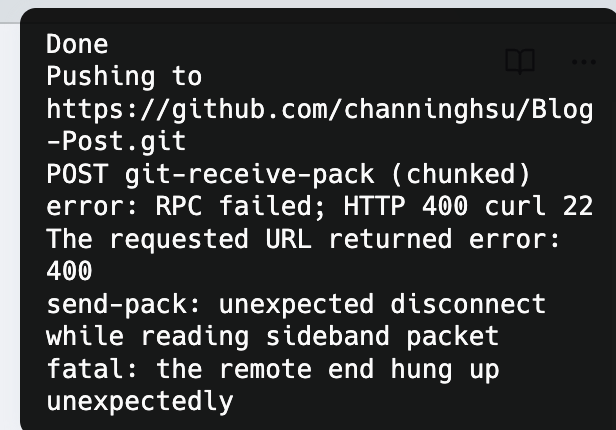 Done
Pushing to
https://github.com/channinghsu/Blog
-Post.git
POST git-receive-pack (chunked)
error: RPC failed; HTTP 400 curl 22
The requested URL returned error:
400
send-pack: unexpected disconnect
while reading sideband packet
fatal: the remote end hung up
unexpectedly